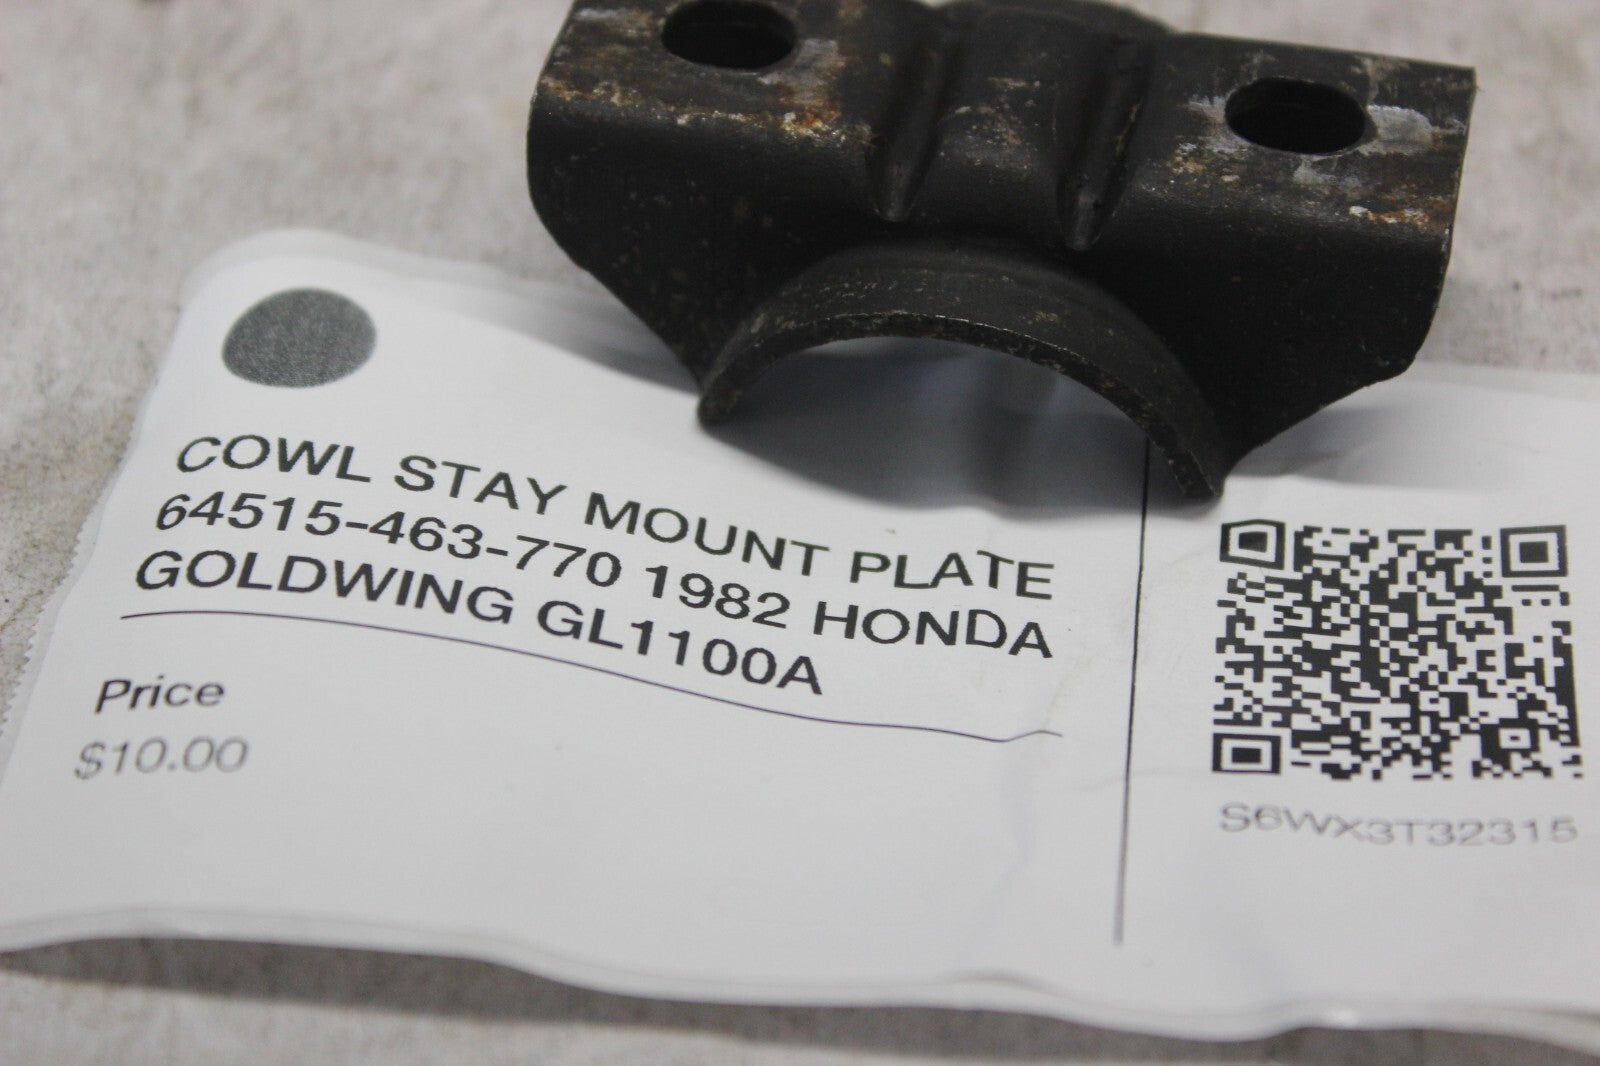 COWL STAY MOUNT PLATE
64515-463-770 1982 HONDA
GOLDWING GL1100A
Price
$10.00
S6WX3T32315